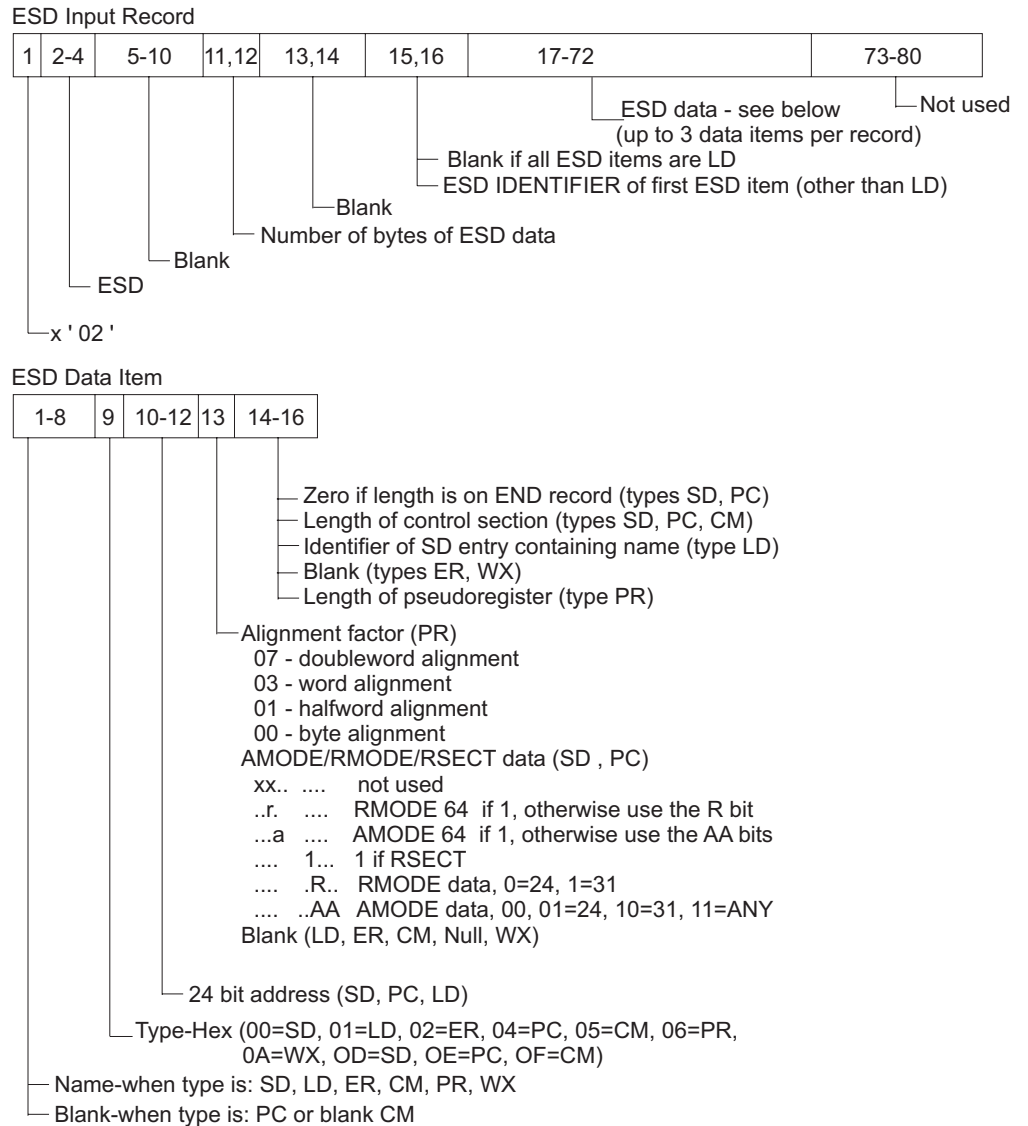 ESD Input Record
1 2-4 5-10 11,12 13,14 15,16 17-72 73-80
ESD data - see below
(up to 3 data items per record)
Not used
Blank if all ESD items are LD
ESD IDENTIFIER of first ESD item (other than LD)
Blank
Number of bytes of ESD data
Blank
ESD
x ' 02 '
ESD Data Item
1-8 9 10-12 13 14-16
Zero if length is on END record (types SD, PC)
Length of control section (types SD, PC, CM)
Identifier of SD entry containing name (type LD)
Blank (types ER, WX)
Length of pseudoregister (type PR)
Alignment factor (PR)
07 - doubleword alignment
03 - word alignment
01 - halfword alignment
00 - byte alignment
AMODE/RMODE/RSECT data (SD , PC)
xx.. .... not used
..r. .... RMODE 64 if 1, otherwise use the R bit
...a .... AMODE 64 if 1, otherwise use the AA bits
.... 1... 1 if RSECT
.... .R.. RMODE data, 0=24, 1=31
.... ..AA AMODE data, 00, 01=24, 10=31, 11=ANY
Blank (LD, ER, CM, Null, WX)
24 bit address (SD, PC, LD)
Type-Hex (00=SD, 01=LD, 02=ER, 04=PC, 05=CM, 06=PR,
0A=WX, OD=SD, OE=PC, OF=CM)
Name-when type is: SD, LD, ER, CM, PR, WX
Blank-when type is: PC or blank CM